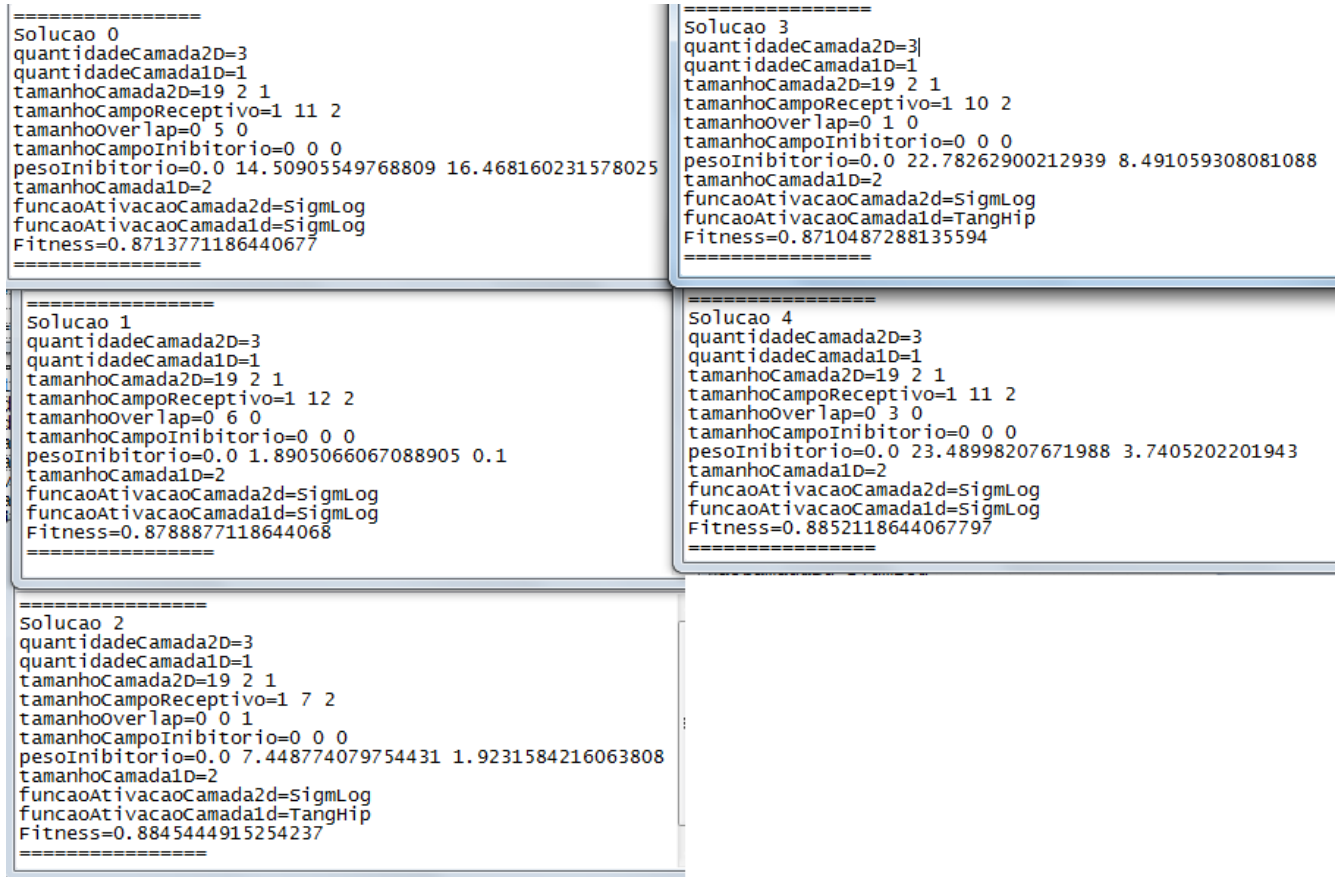 ================
Solucao 0
quantidadeCamada2D=3
quantidadeCamada1D=1
tamanhoCamada2D=19 2 1
tamanhoCampoReceptivo=1 11 2
tamanhoOverlap=0 5 0
tamanhoCampoInibitorio=0 0 0
pesoInibitorio=0.0 14.50905549768809 16.468160231578025
tamanhoCamada1D=2
funcaoAtivacaoCamada2d=SigmLog
funcaoAtivacaoCamada1d=SigmLog
Fitness=0.8713771186440677
================
================
Solucao 1
quantidadeCamada2D=3
quantidadeCamada1D=1
tamanhoCamada2D=19 2 1
tamanhoCampoReceptivo=1 12 2
tamanhoOverlap=0 6 0
tamanhoCampoInibitorio=0 0 0
pesoInibitorio=0.0 1.8905066067088905 0.1
tamanhoCamada1D=2
funcaoAtivacaoCamada2d=SigmLog
funcaoAtivacaoCamada1d=SigmLog
Fitness=0.8788877118644068
================
================
Solucao 2
quantidadeCamada2D=3
quantidadeCamada1D=1
tamanhoCamada2D=19 2 1
tamanhoCampoReceptivo=1 7 2
tamanhoOverlap=0 0 1
tamanhoCampoInibitorio=0 0 0
pesoInibitorio=0.0 7.448774079754431 1.9231584216063808
tamanhoCamada1D=2
funcaoAtivacaoCamada2d=SigmLog
funcaoAtivacaoCamada1d=TangHip
Fitness=0.8845444915254237
================
================
Solucao 3
quantidadeCamada2D=3
quantidadeCamada1D=1
tamanhoCamada2D=19 2 1
tamanhoCampoReceptivo=1 10 2
tamanhoOverlap=0 1 0
tamanhoCampoInibitorio=0 0 0
pesoInibitorio=0.0 22.78262900212939 8.491059308081088
tamanhoCamada1D=2
funcaoAtivacaoCamada2d=SigmLog
funcaoAtivacaoCamada1d=TangHip
Fitness=0.8710487288135594
================
================
Solucao 4
quantidadeCamada2D=3
quantidadeCamada1D=1
tamanhoCamada2D=19 2 1
tamanhoCampoReceptivo=1 11 2
tamanhoOverlap=0 3 0
tamanhoCampoInibitorio=0 0 0
pesoInibitorio=0.0 23.48998207671988 3.7405202201943
tamanhoCamada1D=2
funcaoAtivacaoCamada2d=SigmLog
funcaoAtivacaoCamada1d=SigmLog
Fitness=0.8852118644067797
================